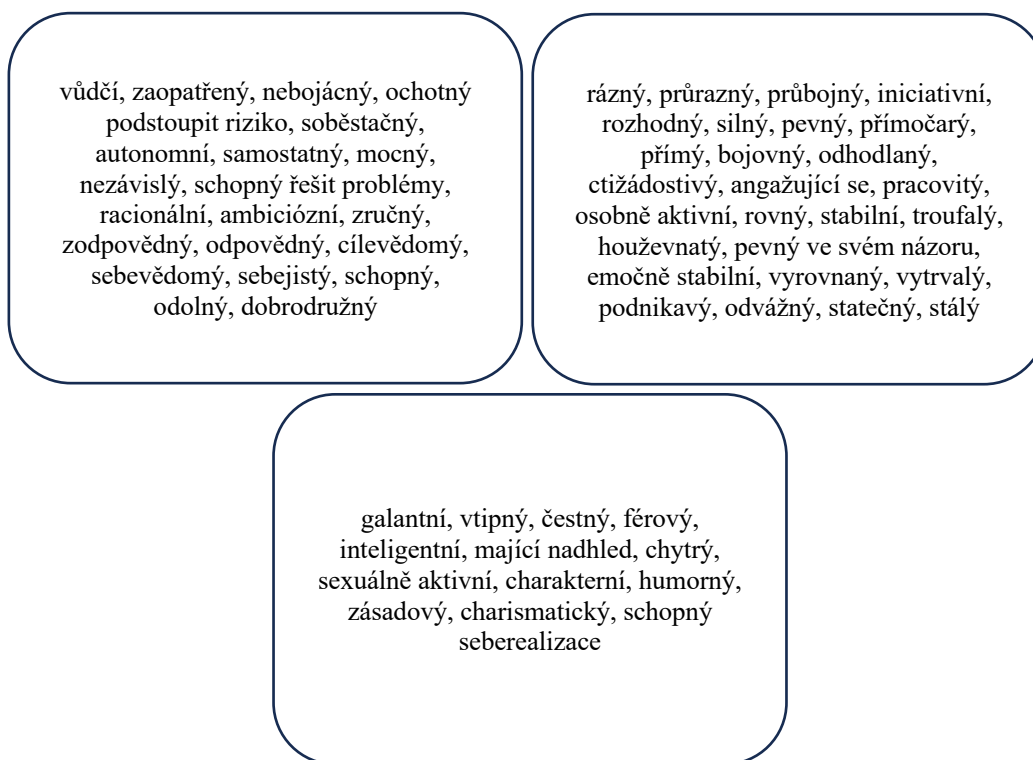 vůdčí, zaopatřený, nebojácný, ochotný
podstoupit riziko, soběstačný,
autonomní, samostatný, mocný,
nezávislý, schopný řešit problémy,
racionální, ambiciózní, zručný,
zodpovědný, odpovědný, cílevědomý,
sebevědomý, sebejistý, schopný,
odolný, dobrodružný
rázný, průrazný, průbojný, iniciativní,
rozhodný, silný, pevný, přímočarý,
přímý, bojovný, odhodlaný,
ctižádostivý, angažující se, pracovitý,
osobně aktivní, rovný, stabilní, troufalý,
houževnatý, pevný ve svém názoru,
emočně stabilní, vyrovnaný, vytrvalý,
podnikavý, odvážný, statečný, stálý
galantní, vtipný, čestný, férový,
inteligentní, mající nadhled, chytrý,
sexuálně aktivní, charakterní, humorný,
zásadový, charismatický, schopný
seberealizace